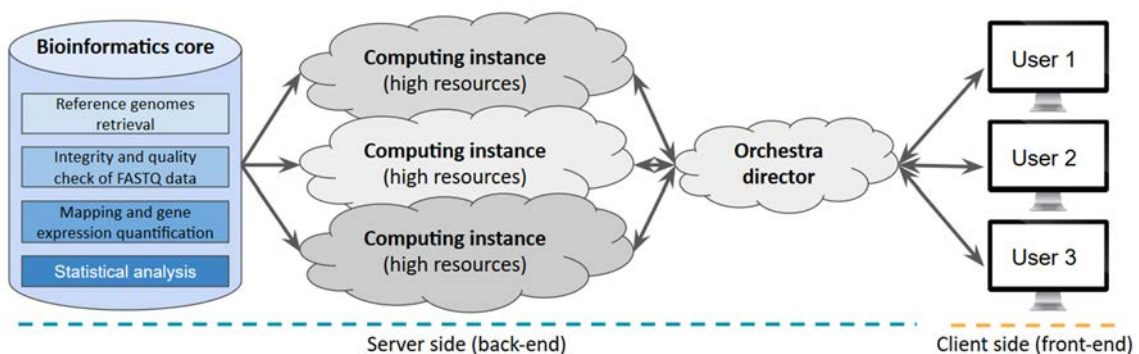 Bioinformatics core
Reference genomes
retrieval
Integrity and quality
check of FASTQ data
Mapping and gene
expression quantification
Statistical analysis
Computing instance
(high resources)
Computing instance
(high resources)
Computing instance
(high resources)
Orchestra
director
User 1
User 2
User 3
Server side (back-end)
Client side (front-end)